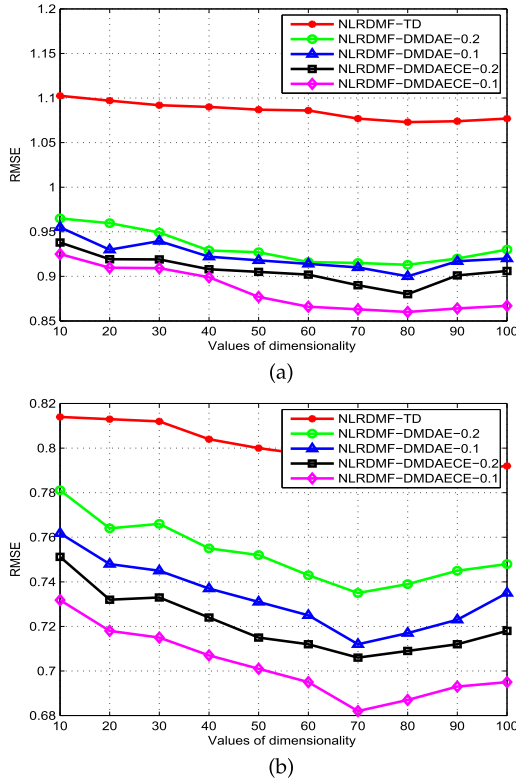 1.2
1.15
1.1
1.05
1
0.95
0.9
0.85
RMSE
NLRDMF-TD
NLRDMF-DMDAE-0.2
NLRDMF-DMDAE-0.1
NLRDMF-DMDAECE-0.2
NLRDMF-DMDAECE-0.1
10 20 30 40 50 60 70 80 90 100
Values of dimensionality
(a)
0.82
0.8
0.78
0.76
0.74
0.72
0.7
0.68
RMSE
NLRDMF-TD
NLRDMF-DMDAE-0.2
NLRDMF-DMDAE-0.1
NLRDMF-DMDAECE-0.2
NLRDMF-DMDAECE-0.1
10 20 30 40 50 60 70 80 90 100
Values of dimensionality
(b)